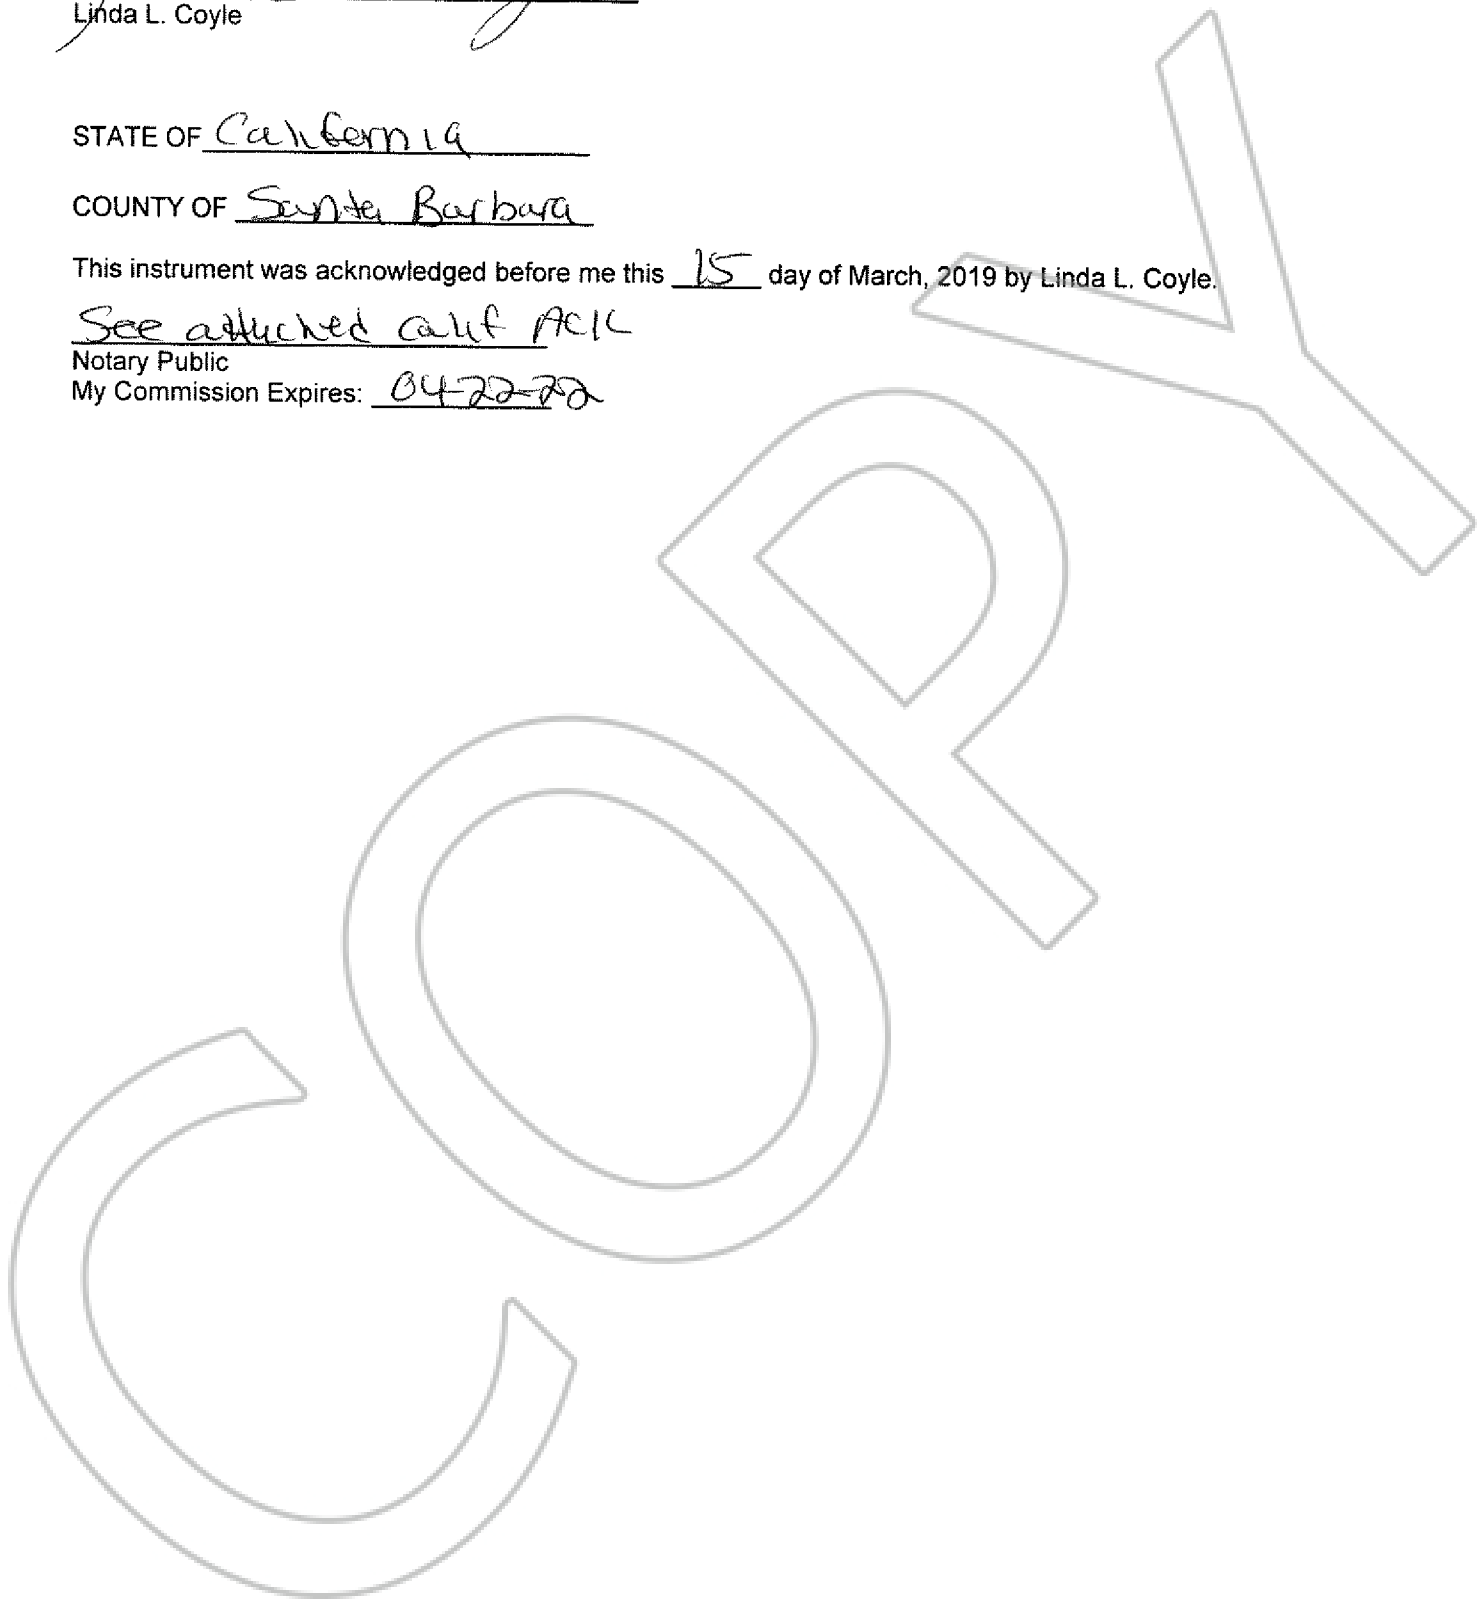 Linda L. Coyle
STATE OF California
COUNTY OF Santa Barbara
This instrument was acknowledged before me this 15 day of March, 2019 by Linda L. Coyle.
See attached Calif ACK
Notary Public
My Commission Expires: 04-22-22
COPY